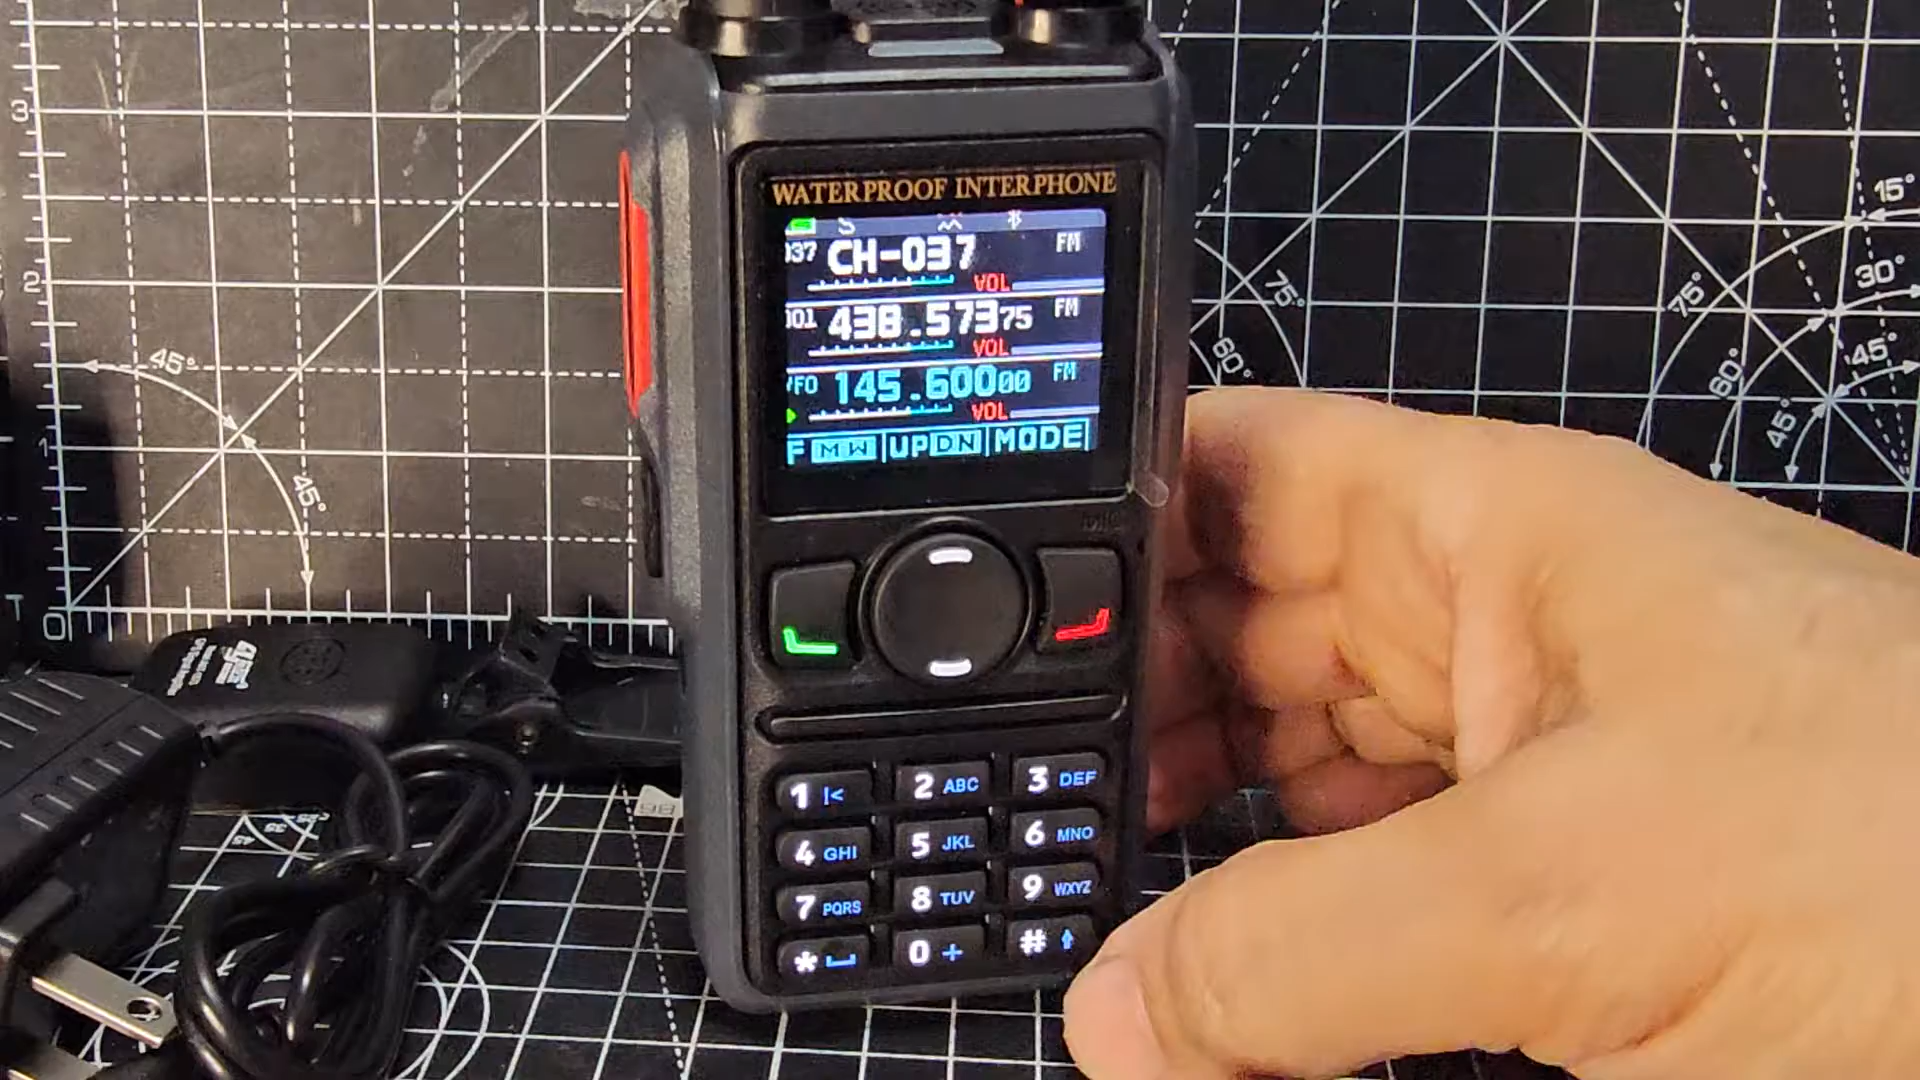 WATERPROOF INTERPHONE
037 CH-037 FM
VOL
001 438.57375 FM
VOL
VFO 145.60000 FM
VOL
F MW|UPDN|MODE|
MIC
1 |<
2 ABC
3 DEF
4 GHI
5 JKL
6 MNO
7 PQRS
8 TUV
9 WXYZ
*
0 +
#
3
2
1
0
45°
45°
75°
60°
15°
30°
45°
75°
60°
45°